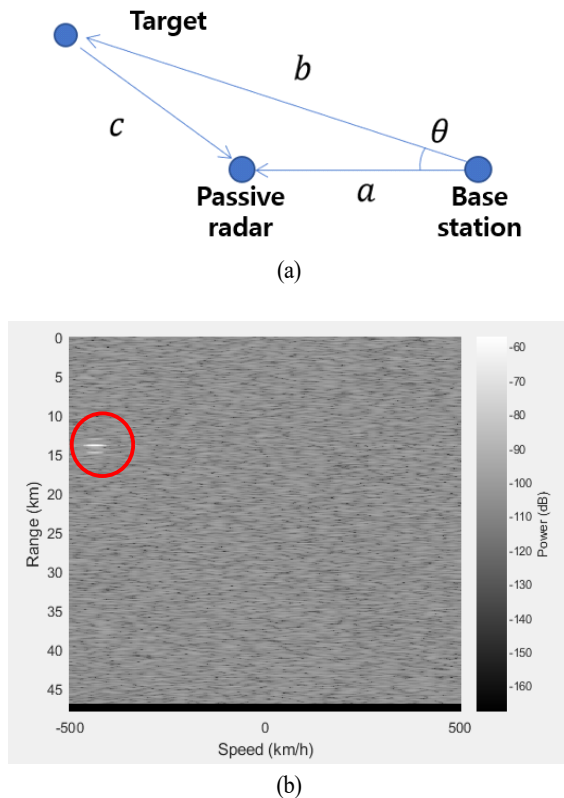 Target
b
θ
c
Passive
radar
a
Base
station
(a)
0
5
10
15
20
25
30
35
40
45
Range (km)
-500
0
500
Speed (km/h)
-60
-70
-80
-90
-100
-110
-120
-130
-140
-150
-160
Power (dB)
(b)